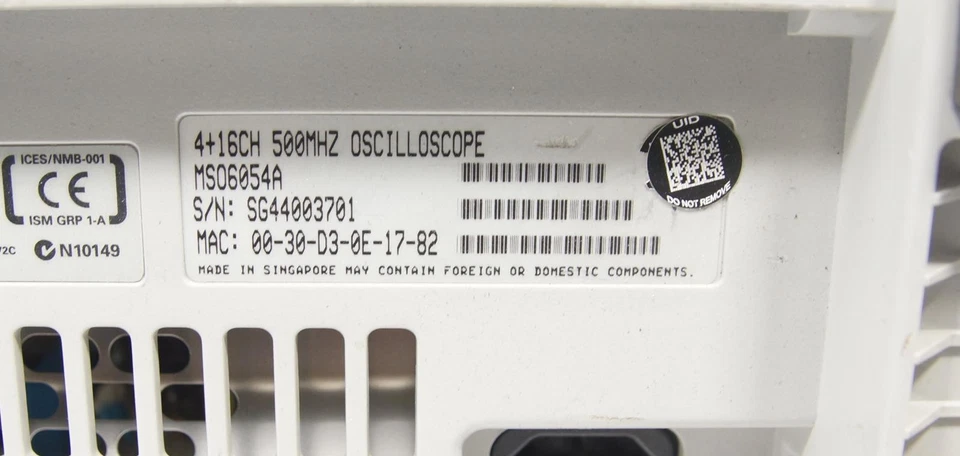 ICES/NMB-001
CE
ISM GRP 1-A
N10149
4+16CH 500MHZ OSCILLOSCOPE
MSO6054A
S/N: SG44003701
MAC: 00-30-D3-0E-17-82
MADE IN SINGAPORE MAY CONTAIN FOREIGN OR DOMESTIC COMPONENTS.
UID
DO NOT REMOVE